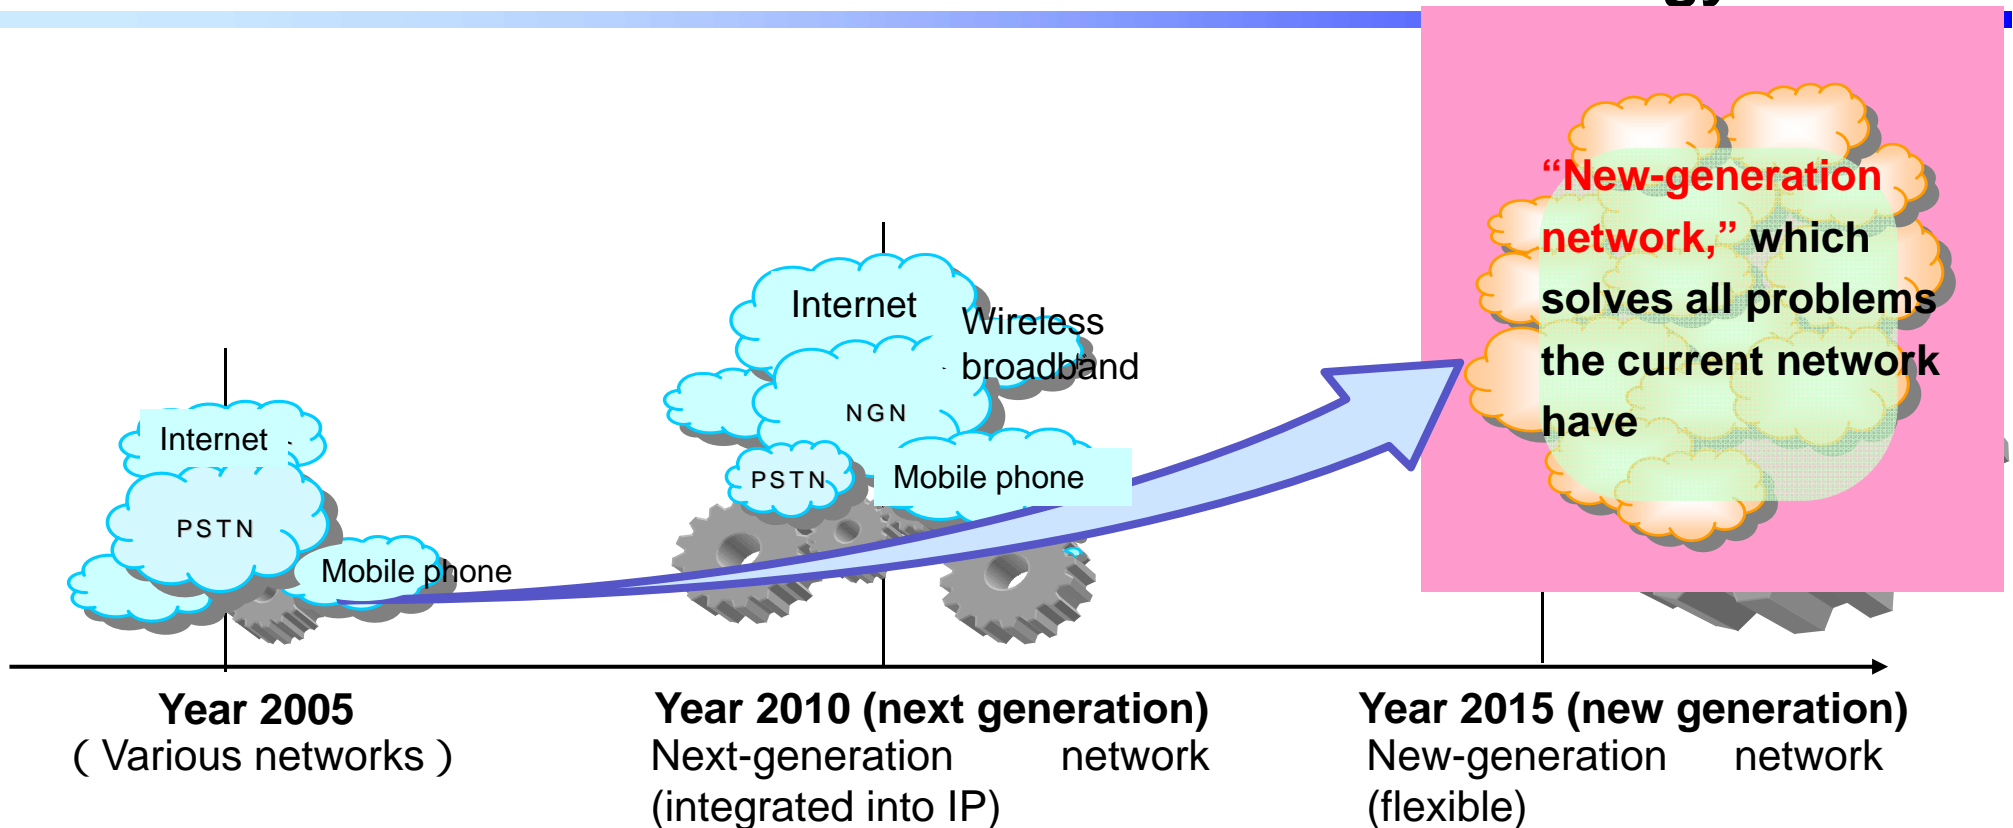 gy
“New-generation
network,” which
solves all problems
the current network
have
Internet
Wireless
broadband
NGN
PSTN
Mobile phone
Internet
PSTN
Mobile phone
Year 2005
( Various networks )
Year 2010 (next generation)
Next-generation network
(integrated into IP)
Year 2015 (new generation)
New-generation network
(flexible)